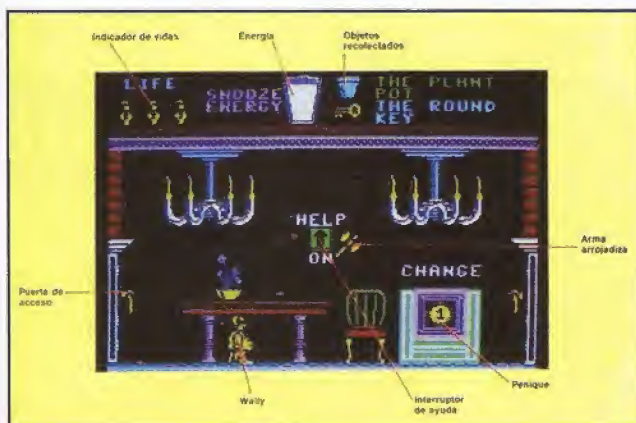 Indicador de vidas
Energía
Objetos
recolectados
LIFE
SNOOZE
ENERGY
THE PLANT
POT
THE ROUND
KEY
HELP
ON
Arma
arrojadiza
CHANGE
Puerta de
acceso
1
Penique
Wally
Interruptor
de ayuda